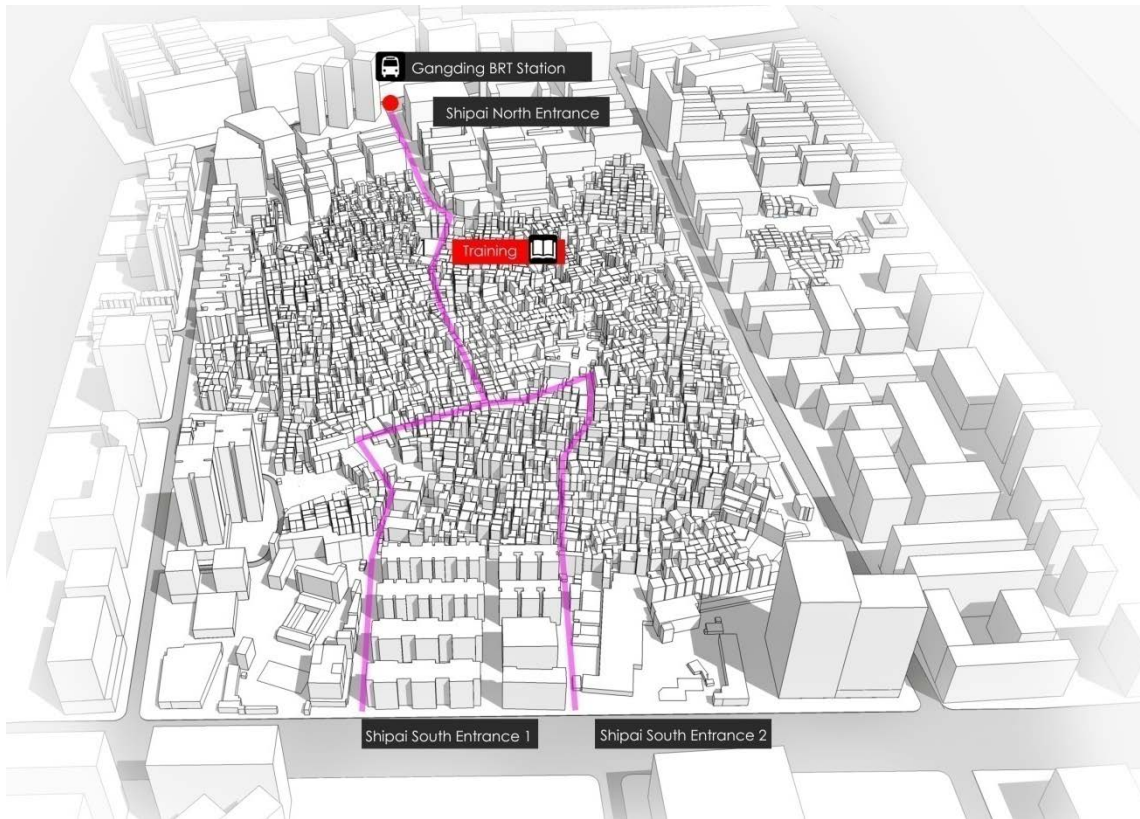 Gangding BRT Station
Shipai North Entrance
Training
Shipai South Entrance 1
Shipai South Entrance 2